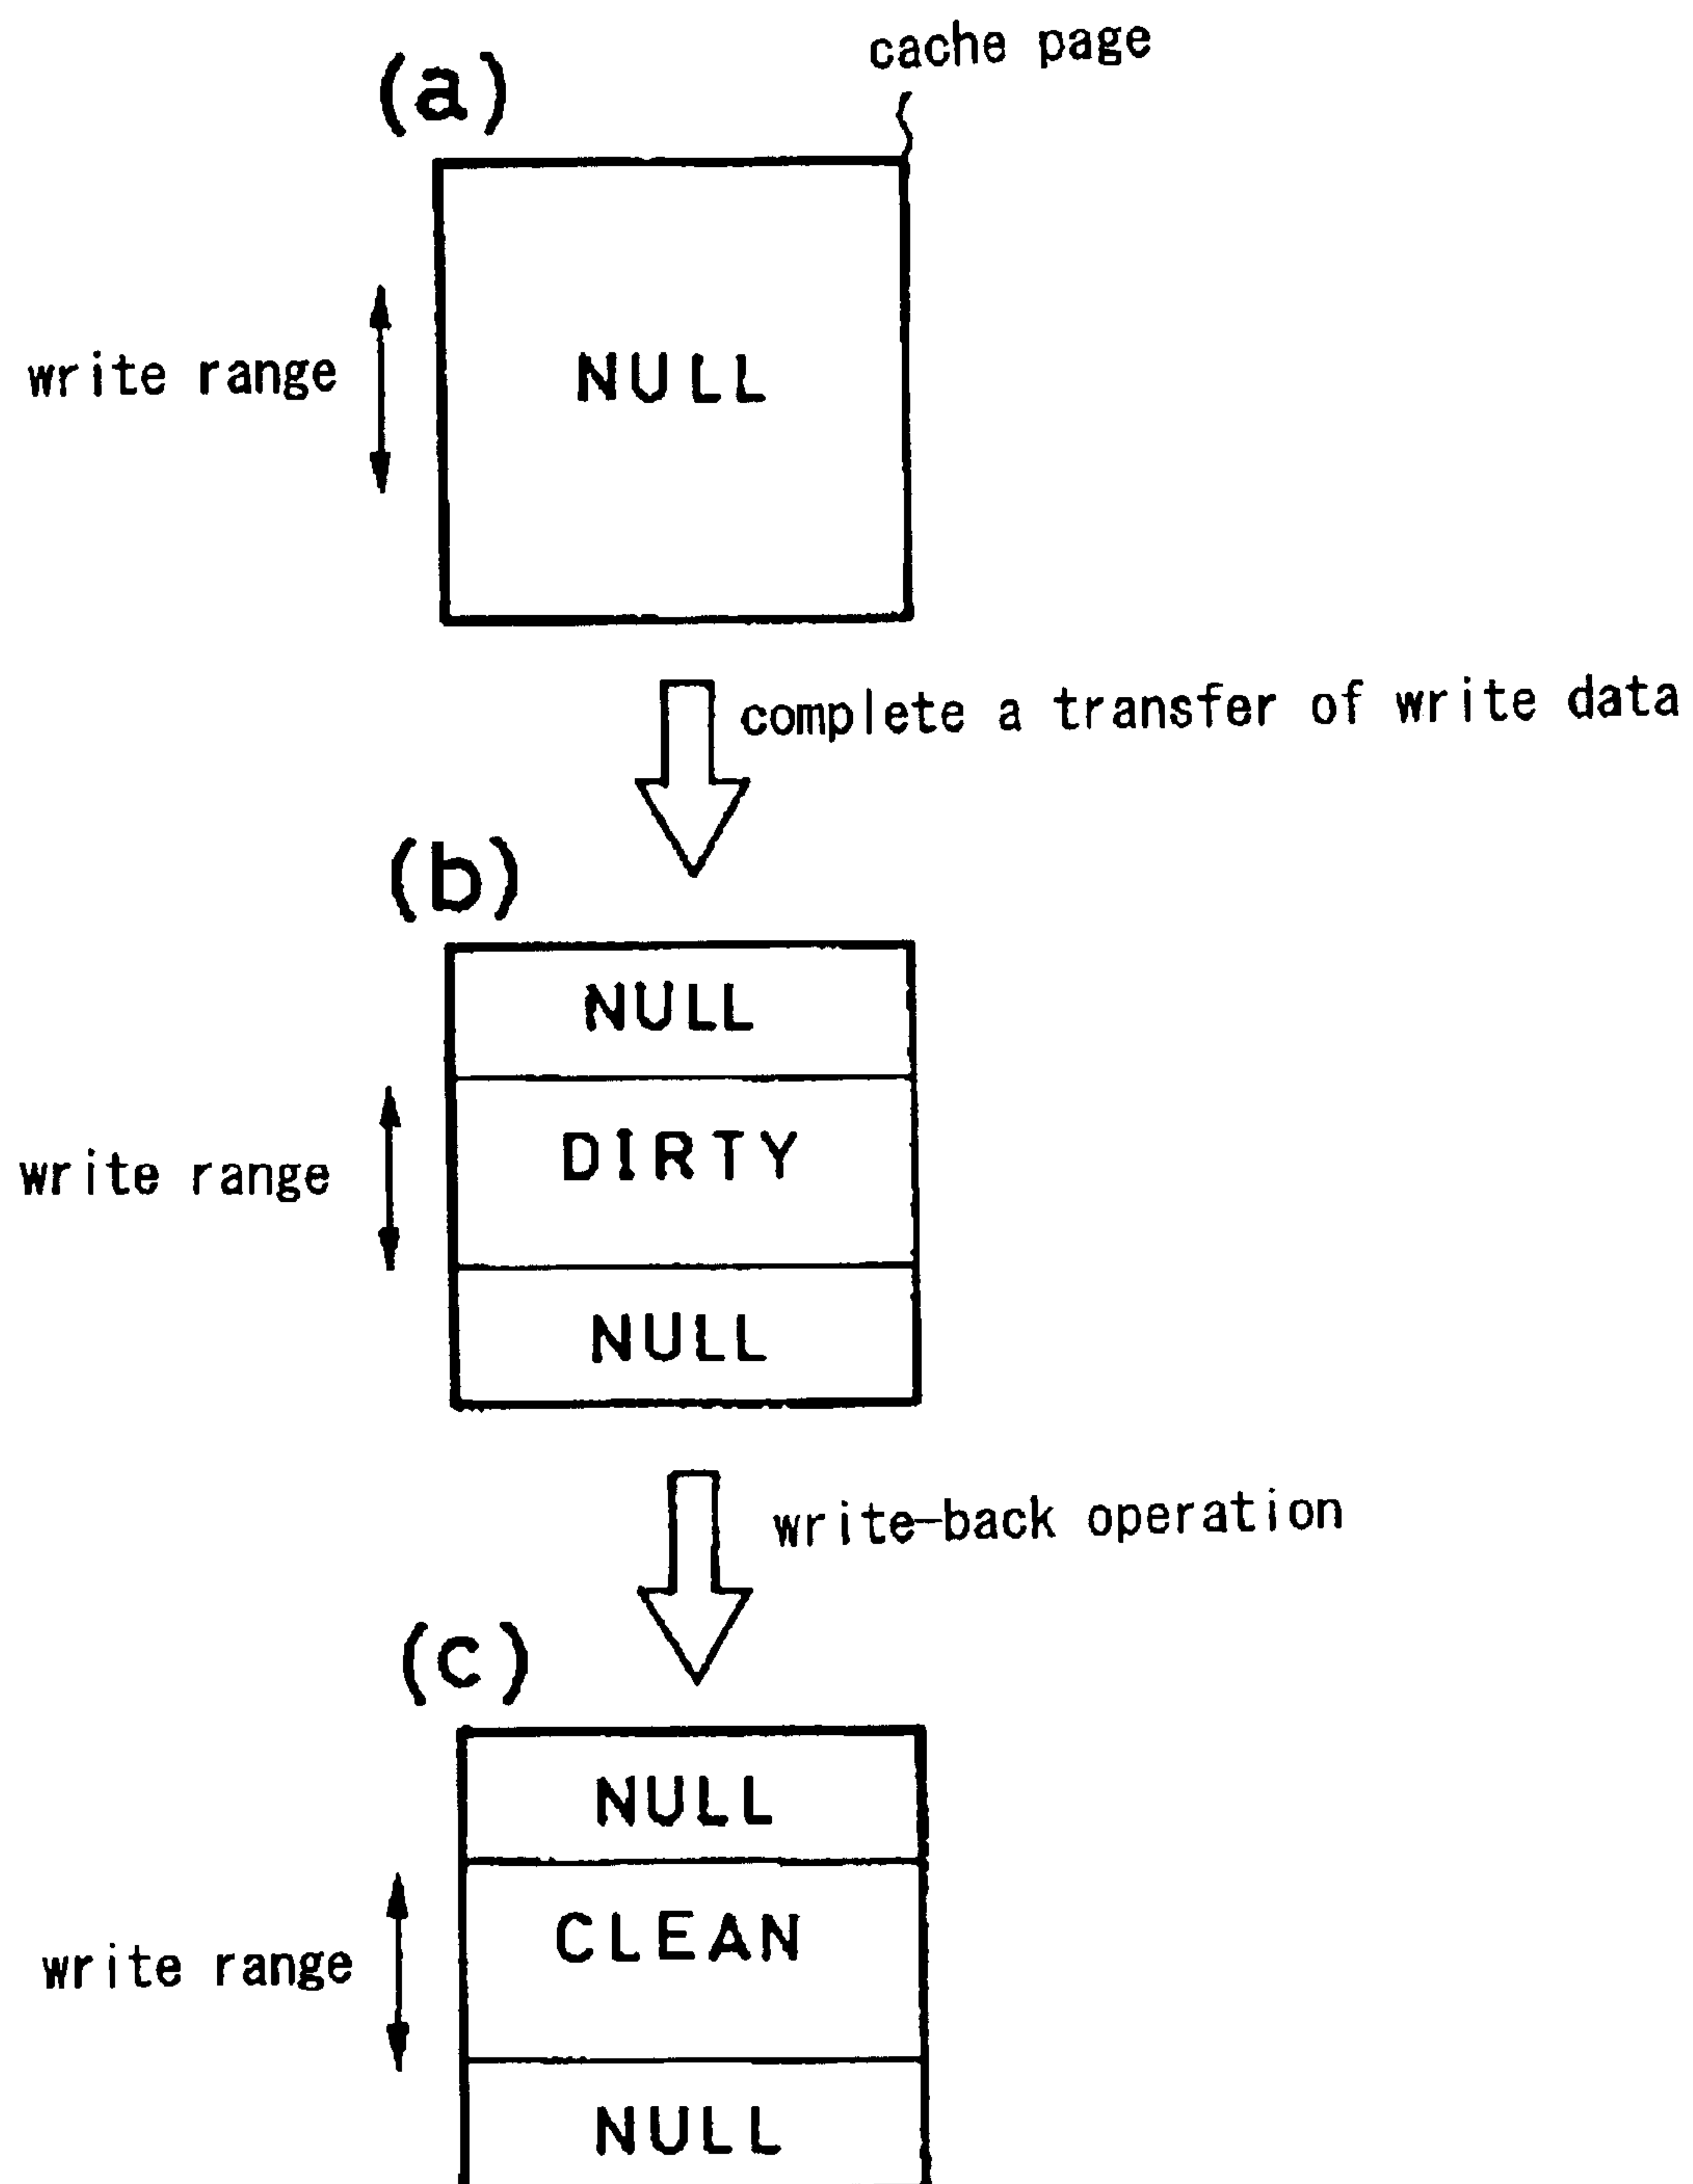 cache page
(a)
write range
NULL
complete a transfer of write data
(b)
NULL
write range
DIRTY
NULL
write-back operation
(c)
NULL
write range
CLEAN
NULL